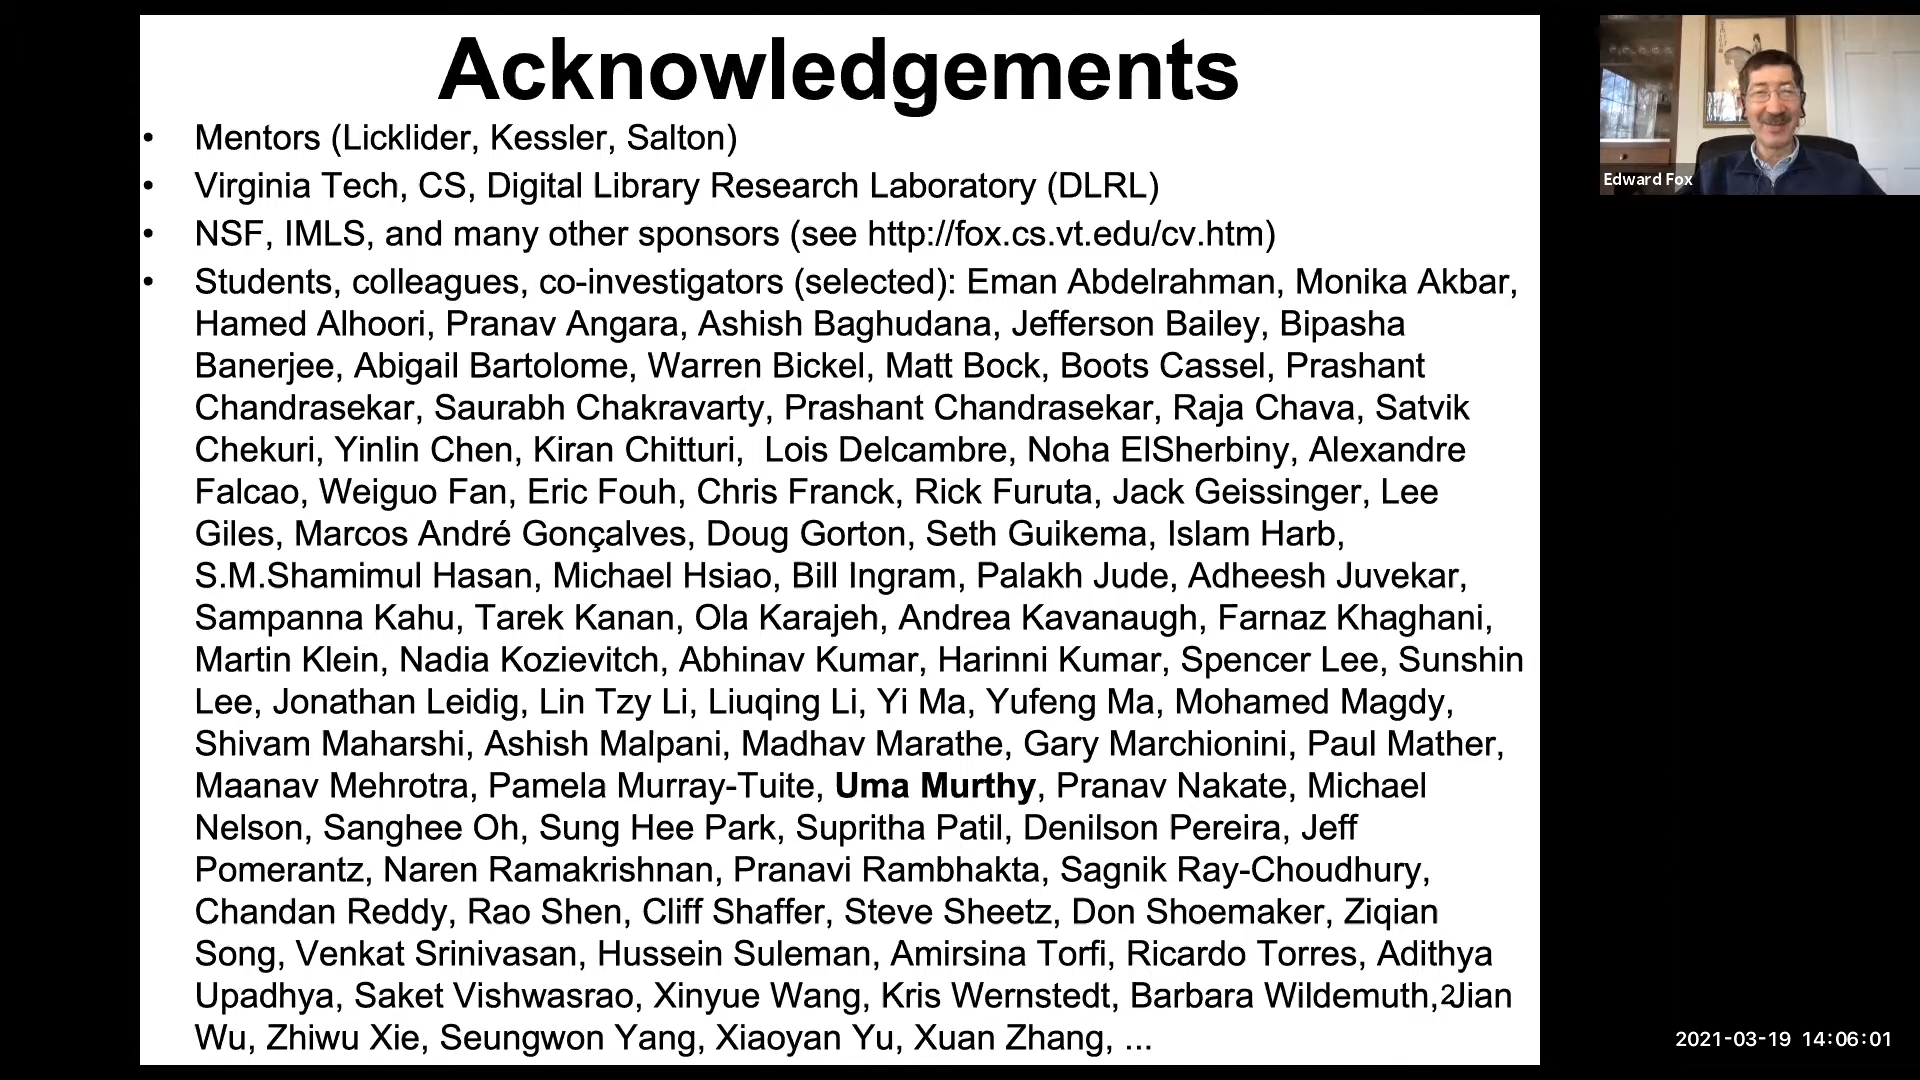 Acknowledgements
• Mentors (Licklider, Kessler, Salton)
• Virginia Tech, CS, Digital Library Research Laboratory (DLRL)
• NSF, IMLS, and many other sponsors (see http://fox.cs.vt.edu/cv.htm)
• Students, colleagues, co-investigators (selected): Eman Abdelrahman, Monika Akbar,
Hamed Alhoori, Pranav Angara, Ashish Baghudana, Jefferson Bailey, Bipasha
Banerjee, Abigail Bartolome, Warren Bickel, Matt Bock, Boots Cassel, Prashant
Chandrasekar, Saurabh Chakravarty, Prashant Chandrasekar, Raja Chava, Satvik
Chekuri, Yinlin Chen, Kiran Chitturi,  Lois Delcambre, Noha ElSherbiny, Alexandre
Falcao, Weiguo Fan, Eric Fouh, Chris Franck, Rick Furuta, Jack Geissinger, Lee
Giles, Marcos André Gonçalves, Doug Gorton, Seth Guikema, Islam Harb,
S.M.Shamimul Hasan, Michael Hsiao, Bill Ingram, Palakh Jude, Adheesh Juvekar,
Sampanna Kahu, Tarek Kanan, Ola Karajeh, Andrea Kavanaugh, Farnaz Khaghani,
Martin Klein, Nadia Kozievitch, Abhinav Kumar, Harinni Kumar, Spencer Lee, Sunshin
Lee, Jonathan Leidig, Lin Tzy Li, Liuqing Li, Yi Ma, Yufeng Ma, Mohamed Magdy,
Shivam Maharshi, Ashish Malpani, Madhav Marathe, Gary Marchionini, Paul Mather,
Maanav Mehrotra, Pamela Murray-Tuite, Uma Murthy, Pranav Nakate, Michael
Nelson, Sanghee Oh, Sung Hee Park, Supritha Patil, Denilson Pereira, Jeff
Pomerantz, Naren Ramakrishnan, Pranavi Rambhakta, Sagnik Ray-Choudhury,
Chandan Reddy, Rao Shen, Cliff Shaffer, Steve Sheetz, Don Shoemaker, Ziqian
Song, Venkat Srinivasan, Hussein Suleman, Amirsina Torfi, Ricardo Torres, Adithya
Upadhya, Saket Vishwasrao, Xinyue Wang, Kris Wernstedt, Barbara Wildemuth, Jian
Wu, Zhiwu Xie, Seungwon Yang, Xiaoyan Yu, Xuan Zhang, ...
2
Edward Fox
2021-03-19 14:06:01